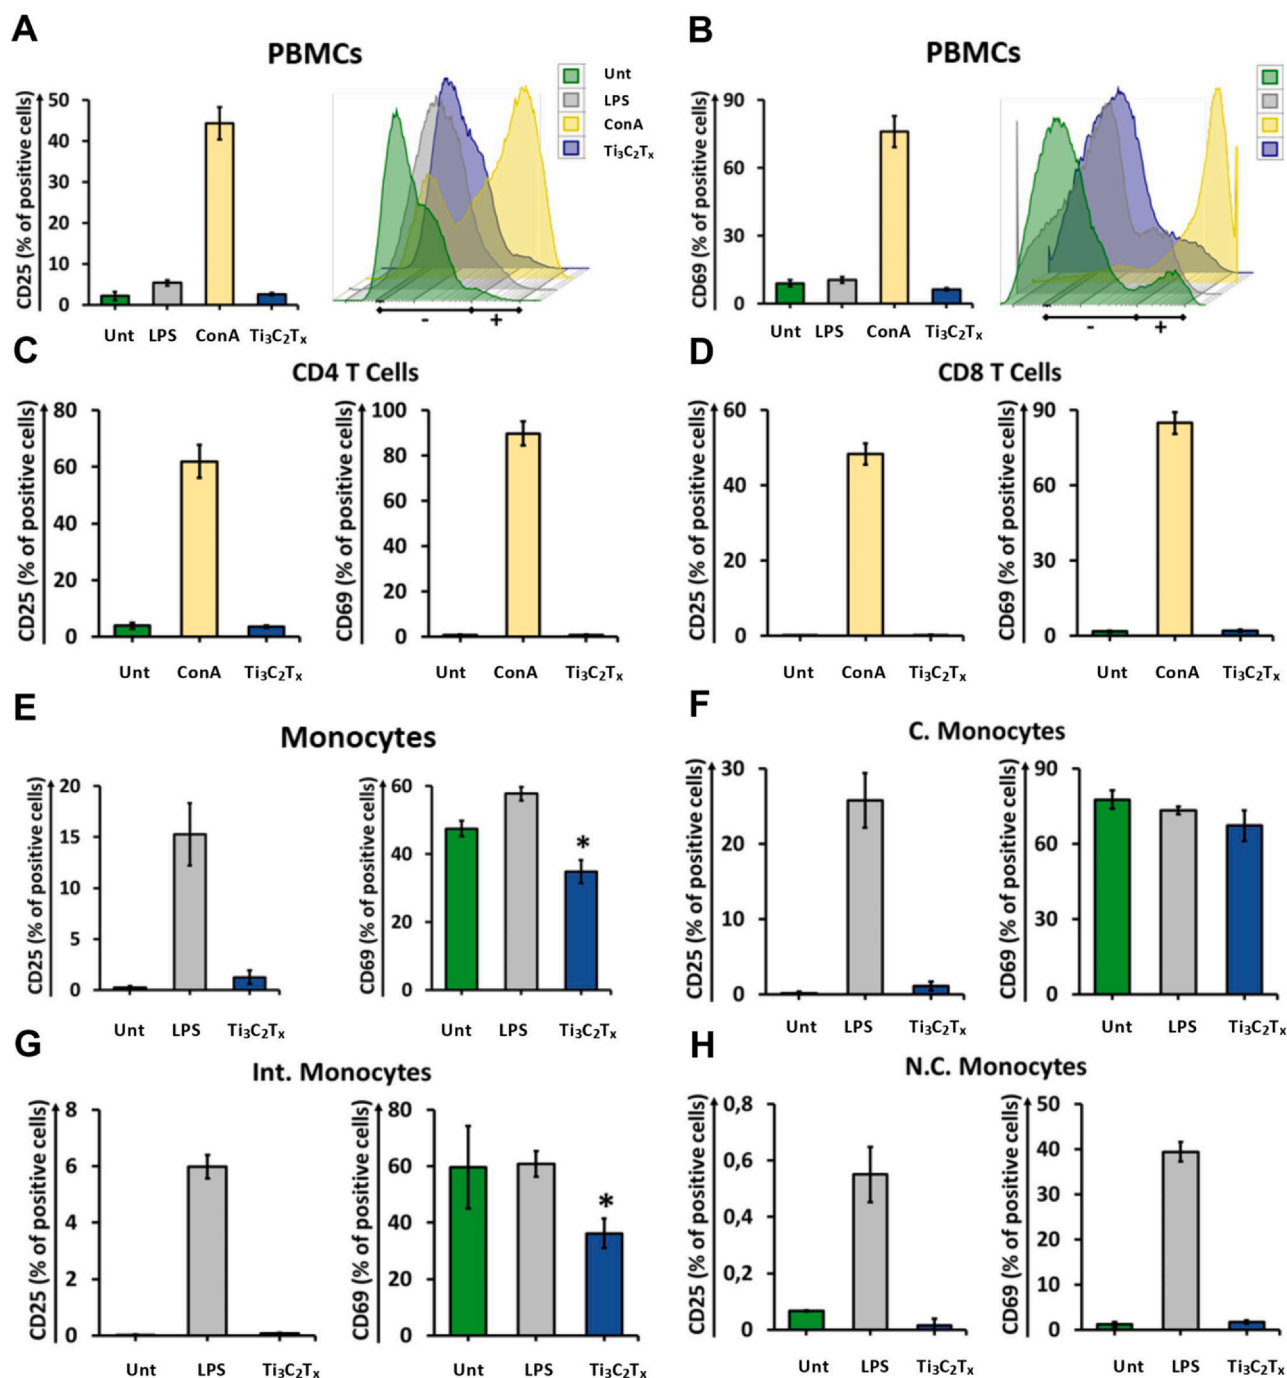 A
PBMCs
CD25 (% of positive cells)
50
40
30
20
10
0
Unt LPS ConA Ti₃C₂Tₓ
- +
Unt
LPS
ConA
Ti₃C₂Tₓ
B
PBMCs
CD69 (% of positive cells)
90
60
30
0
Unt LPS ConA Ti₃C₂Tₓ
- +
C
CD4 T Cells
CD25 (% of positive cells)
80
60
40
20
0
Unt ConA Ti₃C₂Tₓ
CD69 (% of positive cells)
100
80
60
40
20
0
Unt ConA Ti₃C₂Tₓ
D
CD8 T Cells
CD25 (% of positive cells)
60
40
20
0
Unt ConA Ti₃C₂Tₓ
CD69 (% of positive cells)
90
60
30
0
Unt ConA Ti₃C₂Tₓ
E
Monocytes
CD25 (% of positive cells)
20
15
10
5
0
Unt LPS Ti₃C₂Tₓ
CD69 (% of positive cells)
60
40
20
0
*
Unt LPS Ti₃C₂Tₓ
F
C. Monocytes
CD25 (% of positive cells)
30
20
10
0
Unt LPS Ti₃C₂Tₓ
CD69 (% of positive cells)
90
60
30
0
Unt LPS Ti₃C₂Tₓ
G
Int. Monocytes
CD25 (% of positive cells)
8
6
4
2
0
Unt LPS Ti₃C₂Tₓ
CD69 (% of positive cells)
80
60
40
20
0
*
Unt LPS Ti₃C₂Tₓ
H
N.C. Monocytes
CD25 (% of positive cells)
0,8
0,6
0,4
0,2
0
Unt LPS Ti₃C₂Tₓ
CD69 (% of positive cells)
50
40
30
20
10
0
Unt LPS Ti₃C₂Tₓ